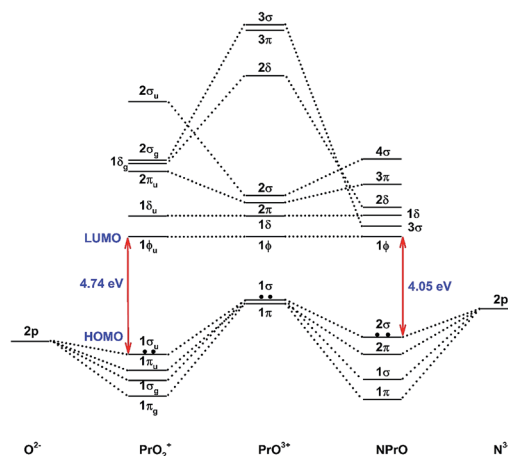 3σ
3π
2δ
2σᵤ
2σg
1δg
2πᵤ
2σ
2π
1δ
4σ
3π
2δ
1δ
3σ
1δᵤ
LUMO
1ϕᵤ
1ϕ
1ϕ
4.74 eV
4.05 eV
1σ
1π
2p
HOMO
1σᵤ
1πᵤ
1σg
1πg
2σ
2π
1σ
1π
2p
O²⁻
PrO₂⁺
PrO³⁺
NPrO
N³